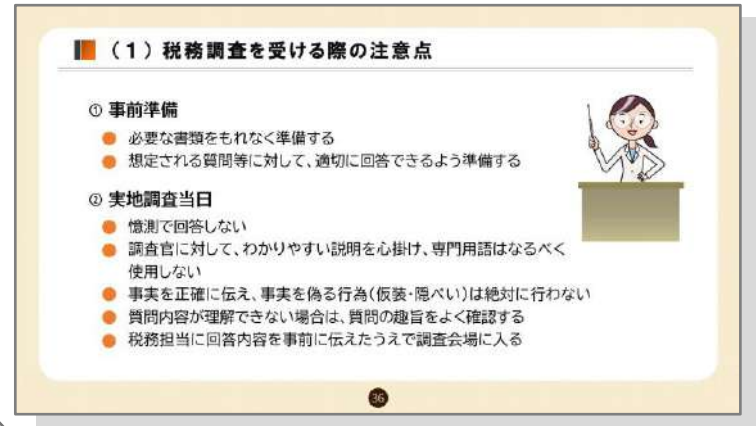 （1）税務調査を受ける際の注意点
① 事前準備
● 必要な書類をもれなく準備する
● 想定される質問等に対して、適切に回答できるよう準備する
② 実地調査当日
● 憶測で回答しない
● 調査官に対して、わかりやすい説明を心掛け、専門用語はなるべく
使用しない
● 事実を正確に伝え、事実を偽る行為（仮装・隠ぺい）は絶対に行わない
● 質問内容が理解できない場合は、質問の趣旨をよく確認する
● 税務担当に回答内容を事前に伝えたうえで調査会場に入る
36